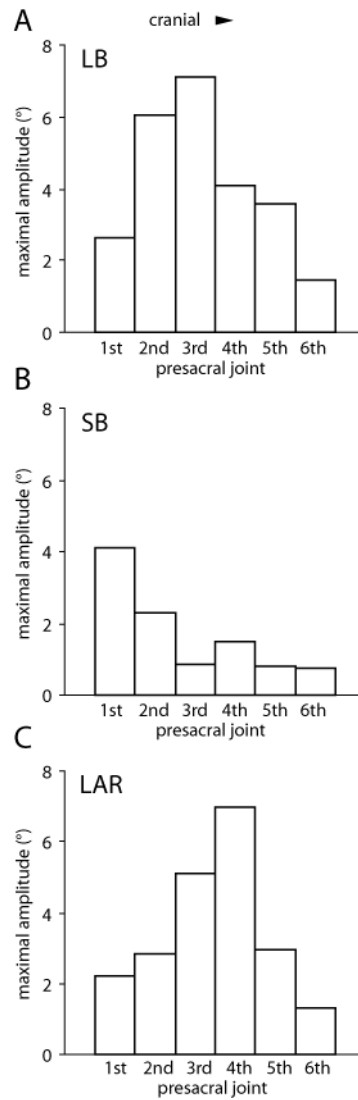 A
cranial ►
LB
maximal amplitude (°)
8
6
4
2
0
1st 2nd 3rd 4th 5th 6th
presacral joint
B
SB
maximal amplitude (°)
8
6
4
2
0
1st 2nd 3rd 4th 5th 6th
presacral joint
C
LAR
maximal amplitude (°)
8
6
4
2
0
1st 2nd 3rd 4th 5th 6th
presacral joint